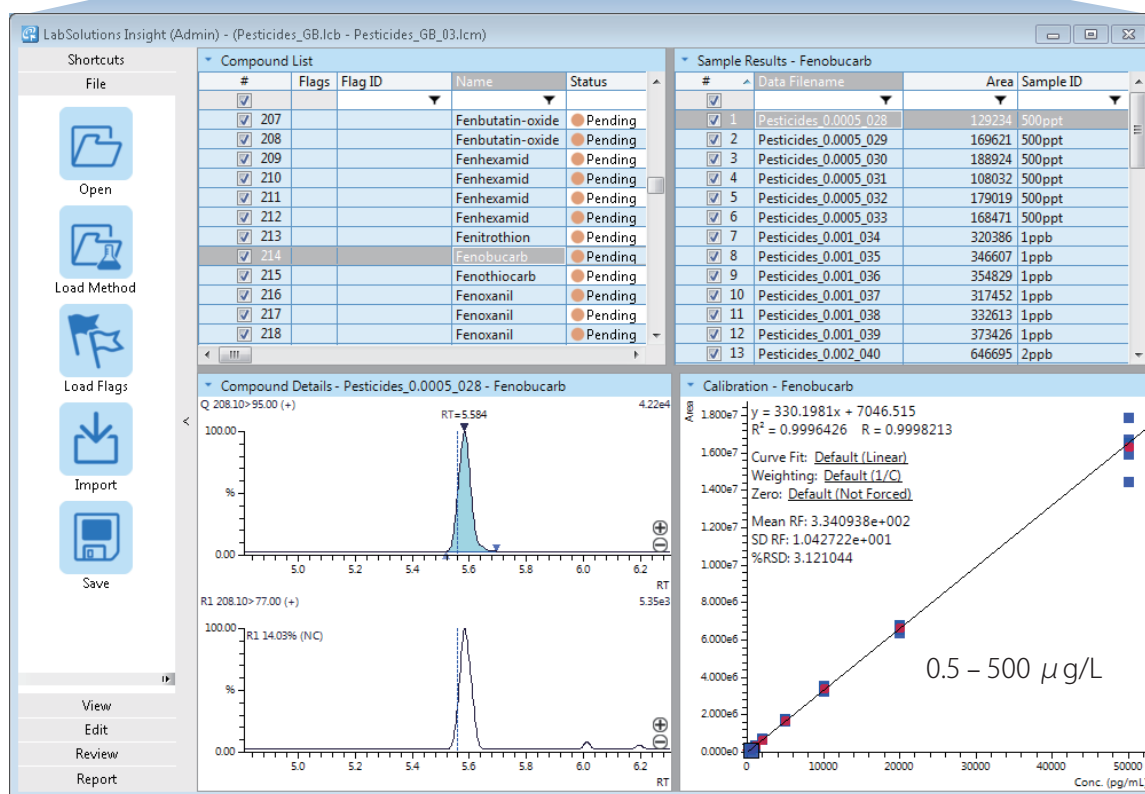 LabSolutions Insight (Admin) - (Pesticides_GB.lcb - Pesticides_GB_03.lcm)
Shortcuts
File
Open
Load Method
Load Flags
Import
Save
View
Edit
Review
Report
<
Compound List
# Flags Flag ID Name Status
207 Fenbutatin-oxide Pending
208 Fenbutatin-oxide Pending
209 Fenhexamid Pending
210 Fenhexamid Pending
211 Fenhexamid Pending
212 Fenhexamid Pending
213 Fenitrothion Pending
214 Fenobucarb Pending
215 Fenothiocarb Pending
216 Fenoxanil Pending
217 Fenoxanil Pending
218 Fenoxanil Pending
Sample Results - Fenobucarb
# Data Filename Area Sample ID
1 Pesticides_0.0005_028 129234 500ppt
2 Pesticides_0.0005_029 169621 500ppt
3 Pesticides_0.0005_030 188924 500ppt
4 Pesticides_0.0005_031 108032 500ppt
5 Pesticides_0.0005_032 179019 500ppt
6 Pesticides_0.0005_033 168471 500ppt
7 Pesticides_0.001_034 320386 1ppb
8 Pesticides_0.001_035 346607 1ppb
9 Pesticides_0.001_036 354829 1ppb
10 Pesticides_0.001_037 317452 1ppb
11 Pesticides_0.001_038 332613 1ppb
12 Pesticides_0.001_039 373426 1ppb
13 Pesticides_0.002_040 646695 2ppb
Compound Details - Pesticides_0.0005_028 - Fenobucarb
Q 208.10>95.00 (+) 4.22e4
RT=5.584
100.00
%
0.00
5.0 5.2 5.4 5.6 5.8 6.0 6.2
RT
R1 208.10>77.00 (+) 5.35e3
100.00
R1 14.03% (NC)
%
0.00
5.0 5.2 5.4 5.6 5.8 6.0 6.2
RT
Calibration - Fenobucarb
Area
1.800e7
1.600e7
1.400e7
1.200e7
1.000e7
8.000e6
6.000e6
4.000e6
2.000e6
0.000e0
y = 330.1981x + 7046.515
R² = 0.9996426 R = 0.9998213
Curve Fit: Default (Linear)
Weighting: Default (1/C)
Zero: Default (Not Forced)
Mean RF: 3.340938e+002
SD RF: 1.042722e+001
%RSD: 3.121044
0.5 – 500 μg/L
0 10000 20000 30000 40000 50000
Conc. (pg/mL)